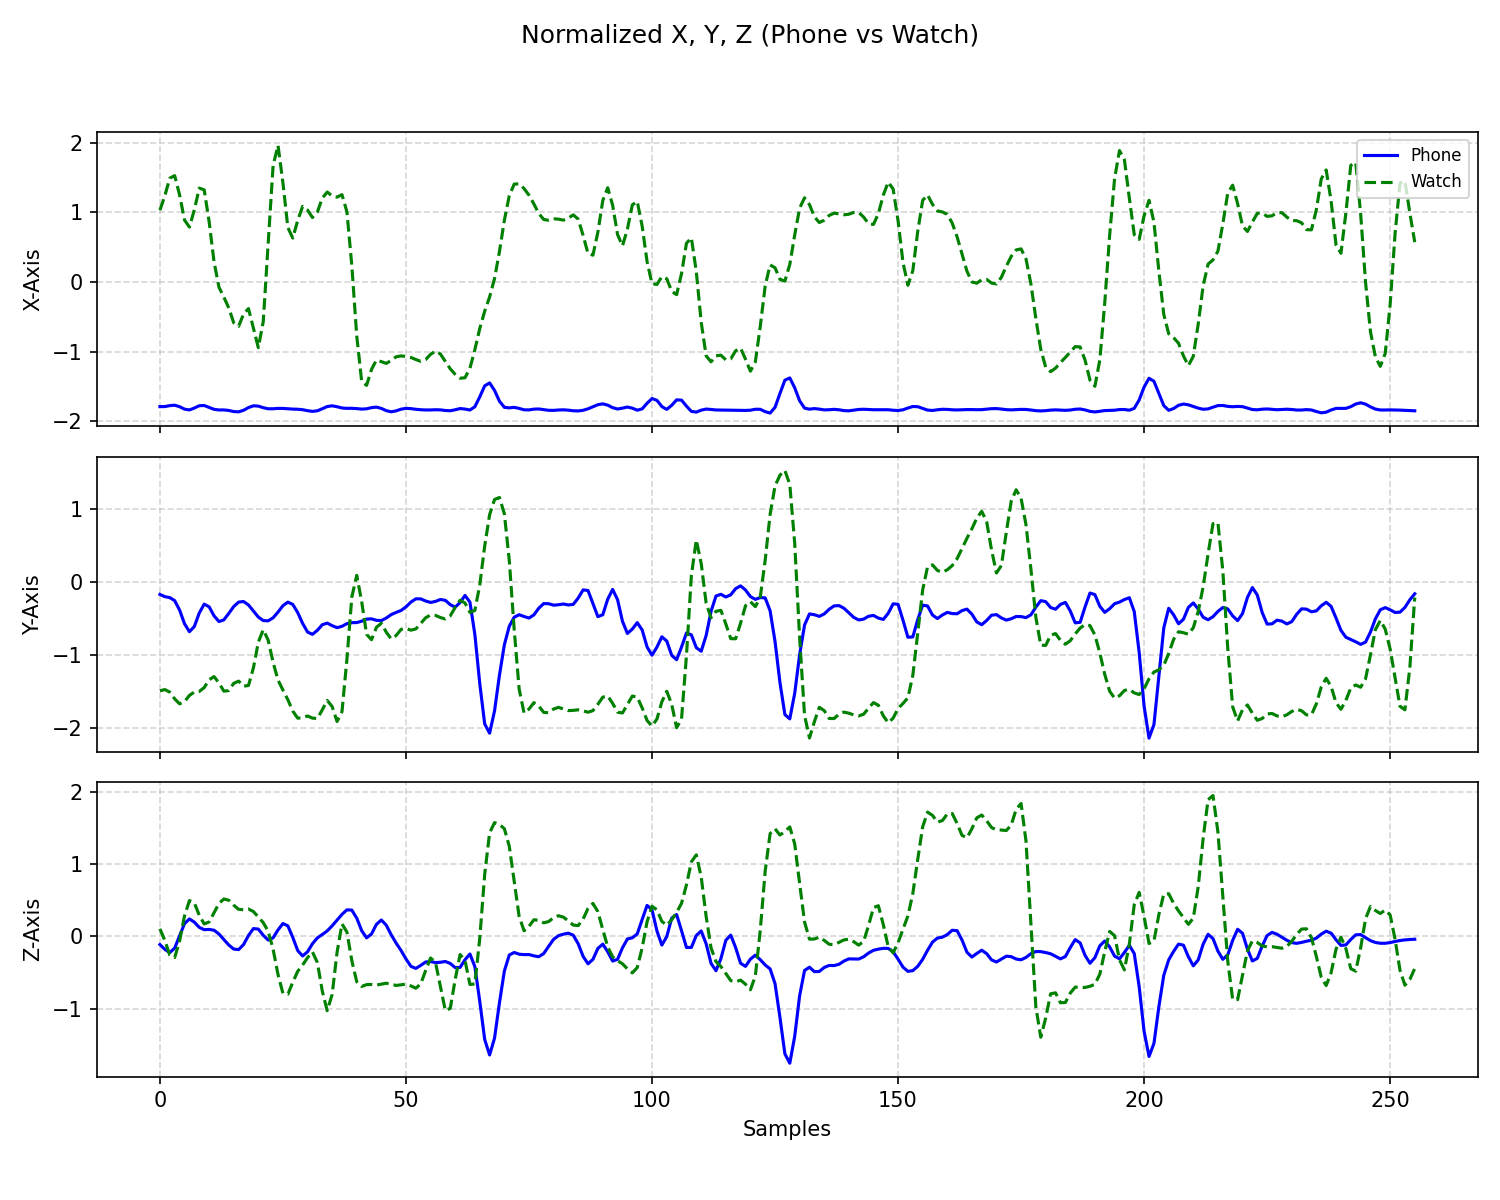 Normalized X, Y, Z (Phone vs Watch)
2
1
0
−1
−2
X-Axis
Phone
Watch
1
0
−1
−2
Y-Axis
2
1
0
−1
Z-Axis
0 50 100 150 200 250
Samples